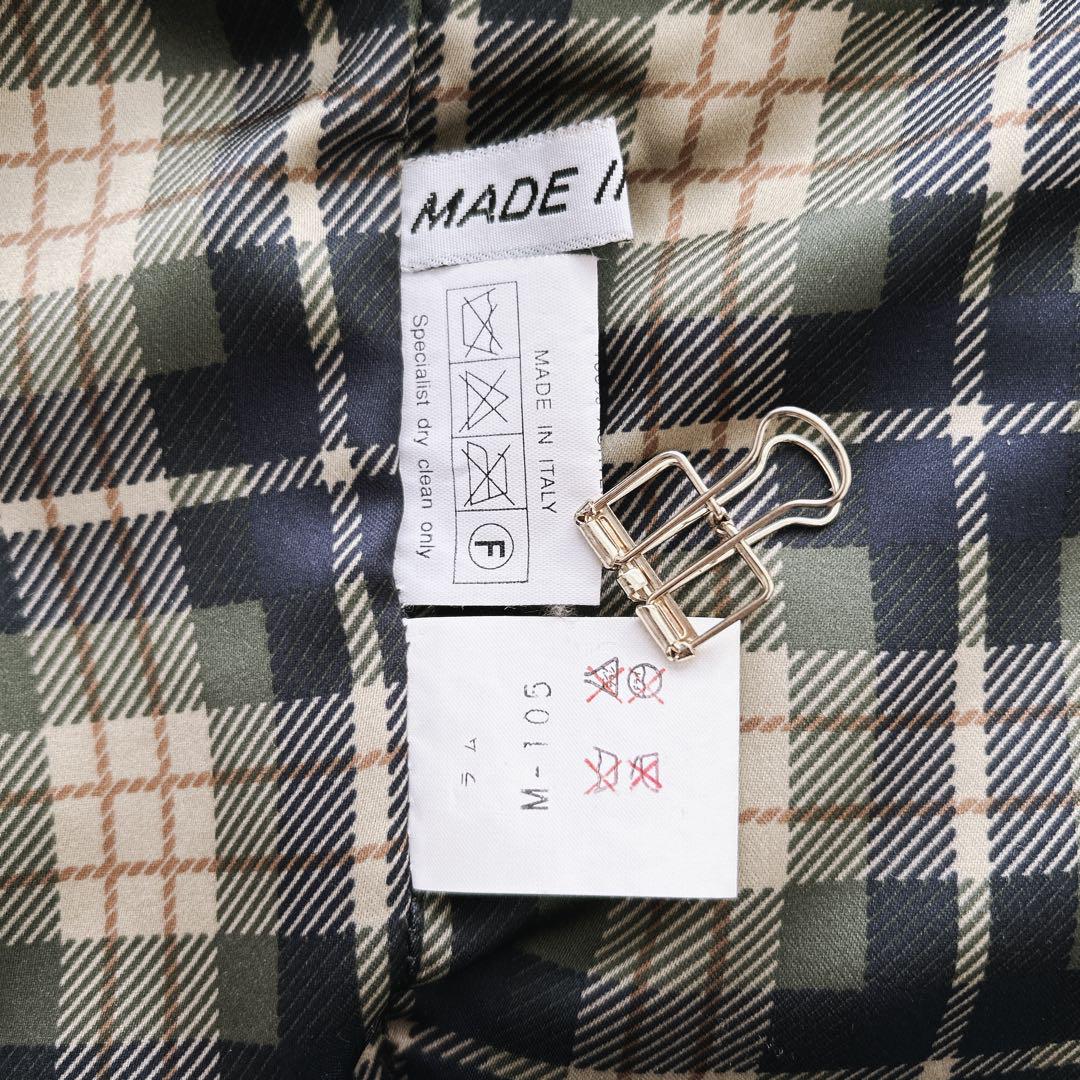 MADE I
MADE IN ITALY
F
Specialist dry clean only
M-105
ラム